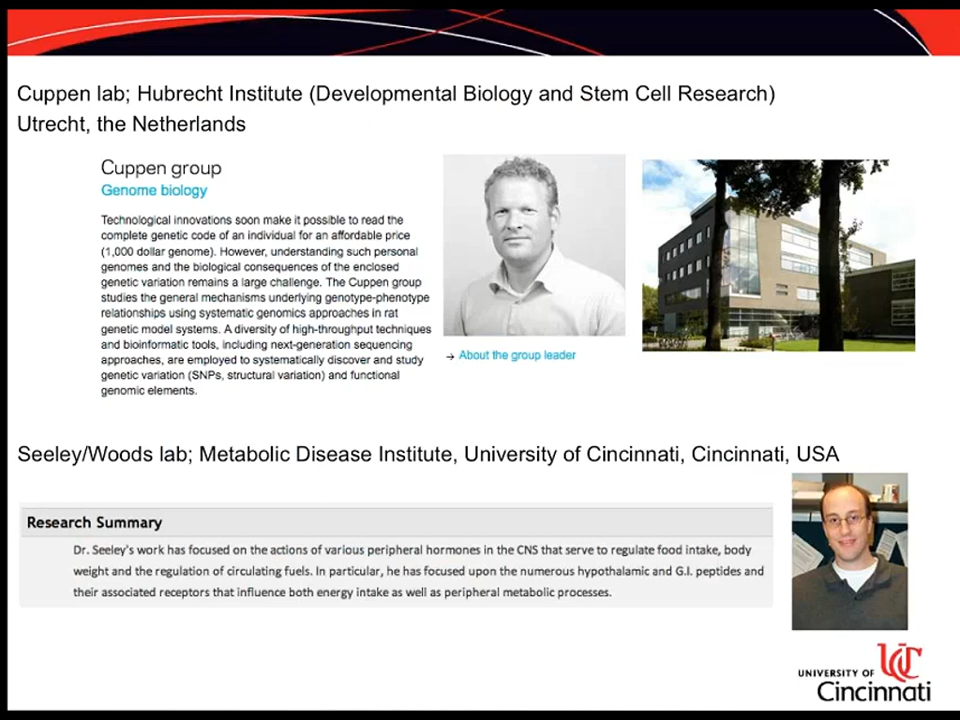 Cuppen lab; Hubrecht Institute (Developmental Biology and Stem Cell Research)
Utrecht, the Netherlands
Cuppen group
Genome biology
Technological innovations soon make it possible to read the
complete genetic code of an individual for an affordable price
(1,000 dollar genome). However, understanding such personal
genomes and the biological consequences of the enclosed
genetic variation remains a large challenge. The Cuppen group
studies the general mechanisms underlying genotype-phenotype
relationships using systematic genomics approaches in rat
genetic model systems. A diversity of high-throughput techniques
and bioinformatic tools, including next-generation sequencing
approaches, are employed to systematically discover and study
genetic variation (SNPs, structural variation) and functional
genomic elements.
→ About the group leader
Seeley/Woods lab; Metabolic Disease Institute, University of Cincinnati, Cincinnati, USA
Research Summary
Dr. Seeley's work has focused on the actions of various peripheral hormones in the CNS that serve to regulate food intake, body
weight and the regulation of circulating fuels. In particular, he has focused upon the numerous hypothalamic and G.I. peptides and
their associated receptors that influence both energy intake as well as peripheral metabolic processes.
UC
UNIVERSITY OF
Cincinnati